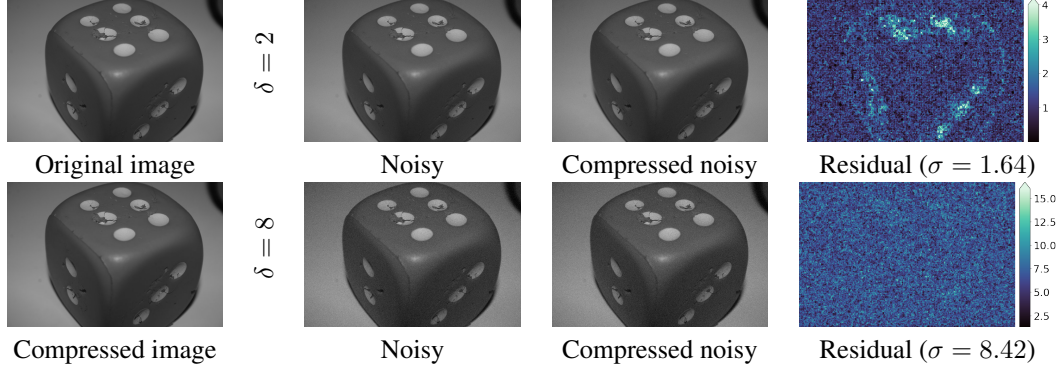 δ = 2
4
3
2
1
Original image
Noisy
Compressed noisy
Residual (σ = 1.64)
δ = 8
15.0
12.5
10.0
7.5
5.0
2.5
Compressed image
Noisy
Compressed noisy
Residual (σ = 8.42)